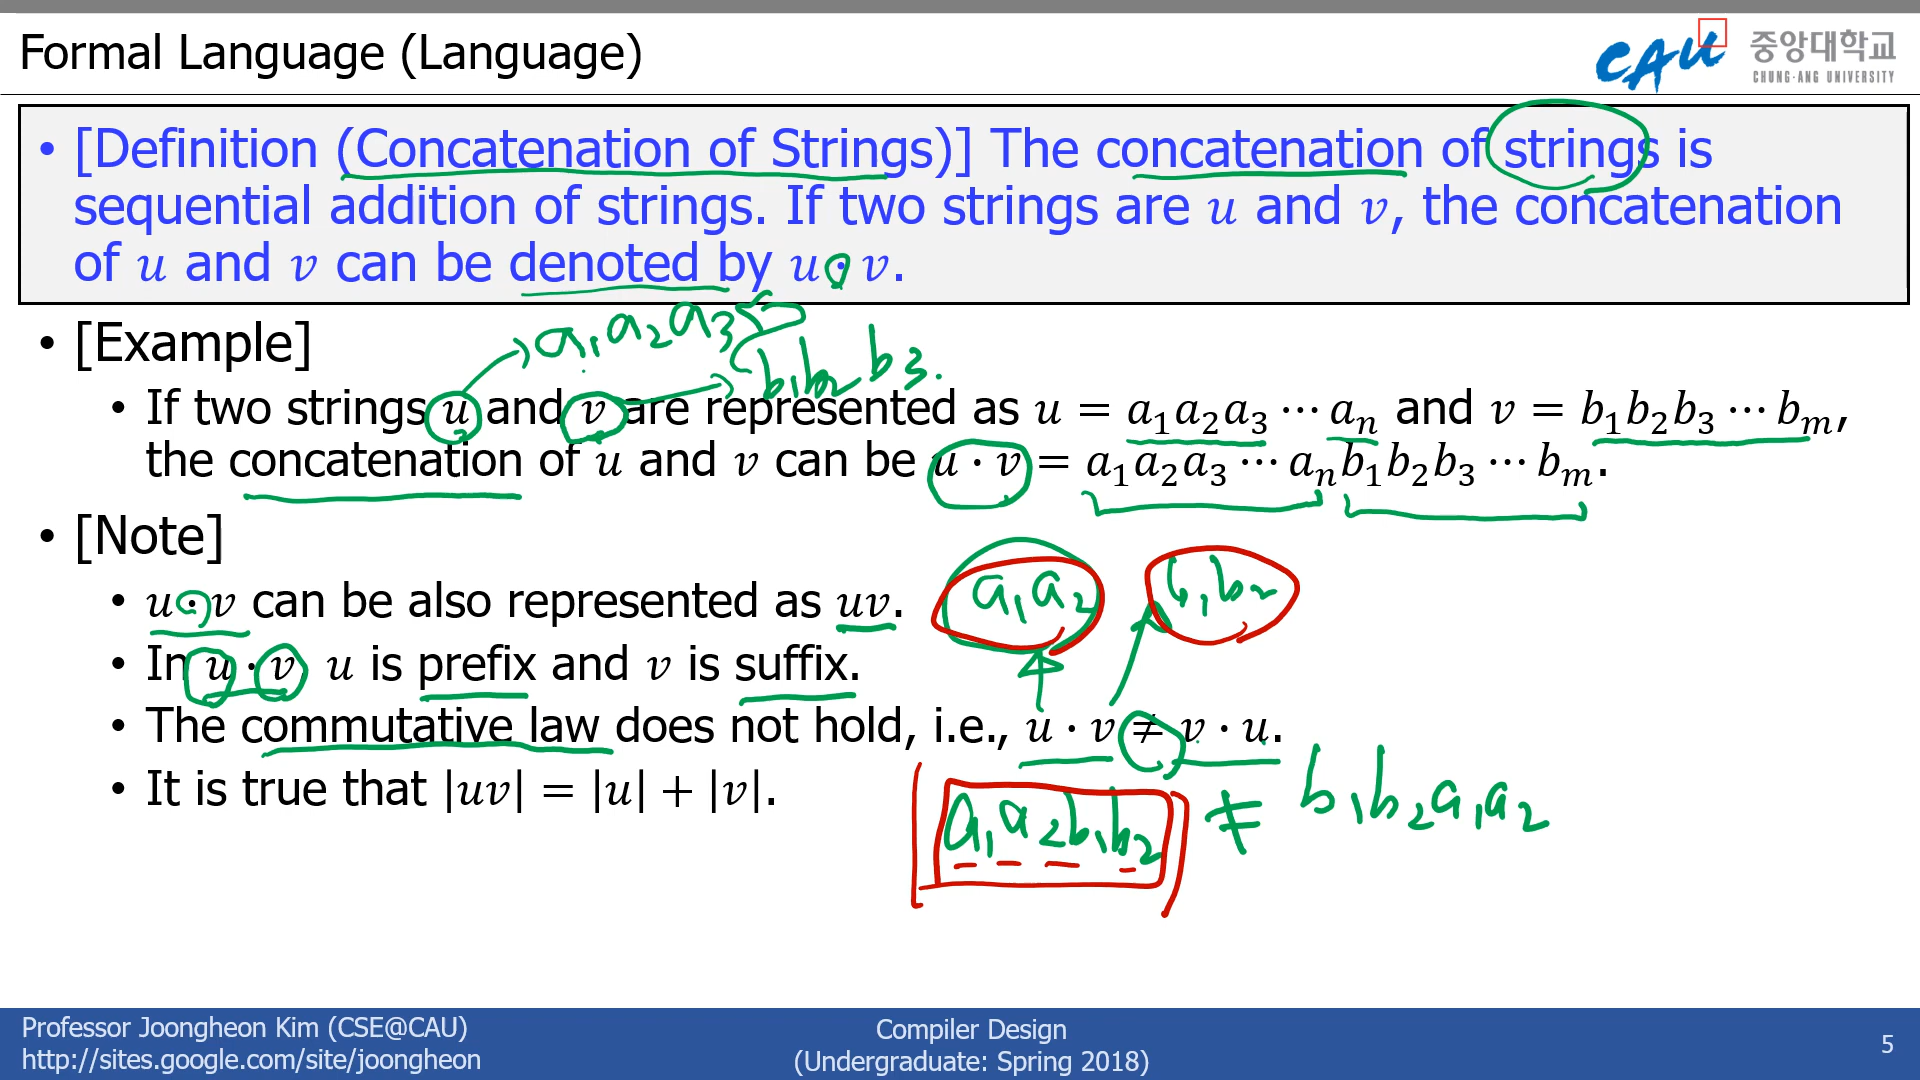 Formal Language (Language)
CAU 중앙대학교
CHUNG-ANG UNIVERSITY
• [Definition (Concatenation of Strings)] The concatenation of strings is
sequential addition of strings. If two strings are u and v, the concatenation
of u and v can be denoted by u · v.
• [Example]
a₁a₂a₃
b₁b₂b₃.
• If two strings u and v are represented as u = a₁a₂a₃ ⋯ aₙ and v = b₁b₂b₃ ⋯ bₘ,
the concatenation of u and v can be u · v = a₁a₂a₃ ⋯ aₙb₁b₂b₃ ⋯ bₘ.
• [Note]
• u · v can be also represented as uv.
a₁a₂ b₁b₂
• In u · v u is prefix and v is suffix.
• The commutative law does not hold, i.e., u · v ≠ v · u.
• It is true that |uv| = |u| + |v|.
|a₁a₂b₁b₂| ≠ b₁b₂a₁a₂
Professor Joongheon Kim (CSE@CAU)
http://sites.google.com/site/joongheon
Compiler Design
(Undergraduate: Spring 2018)
5